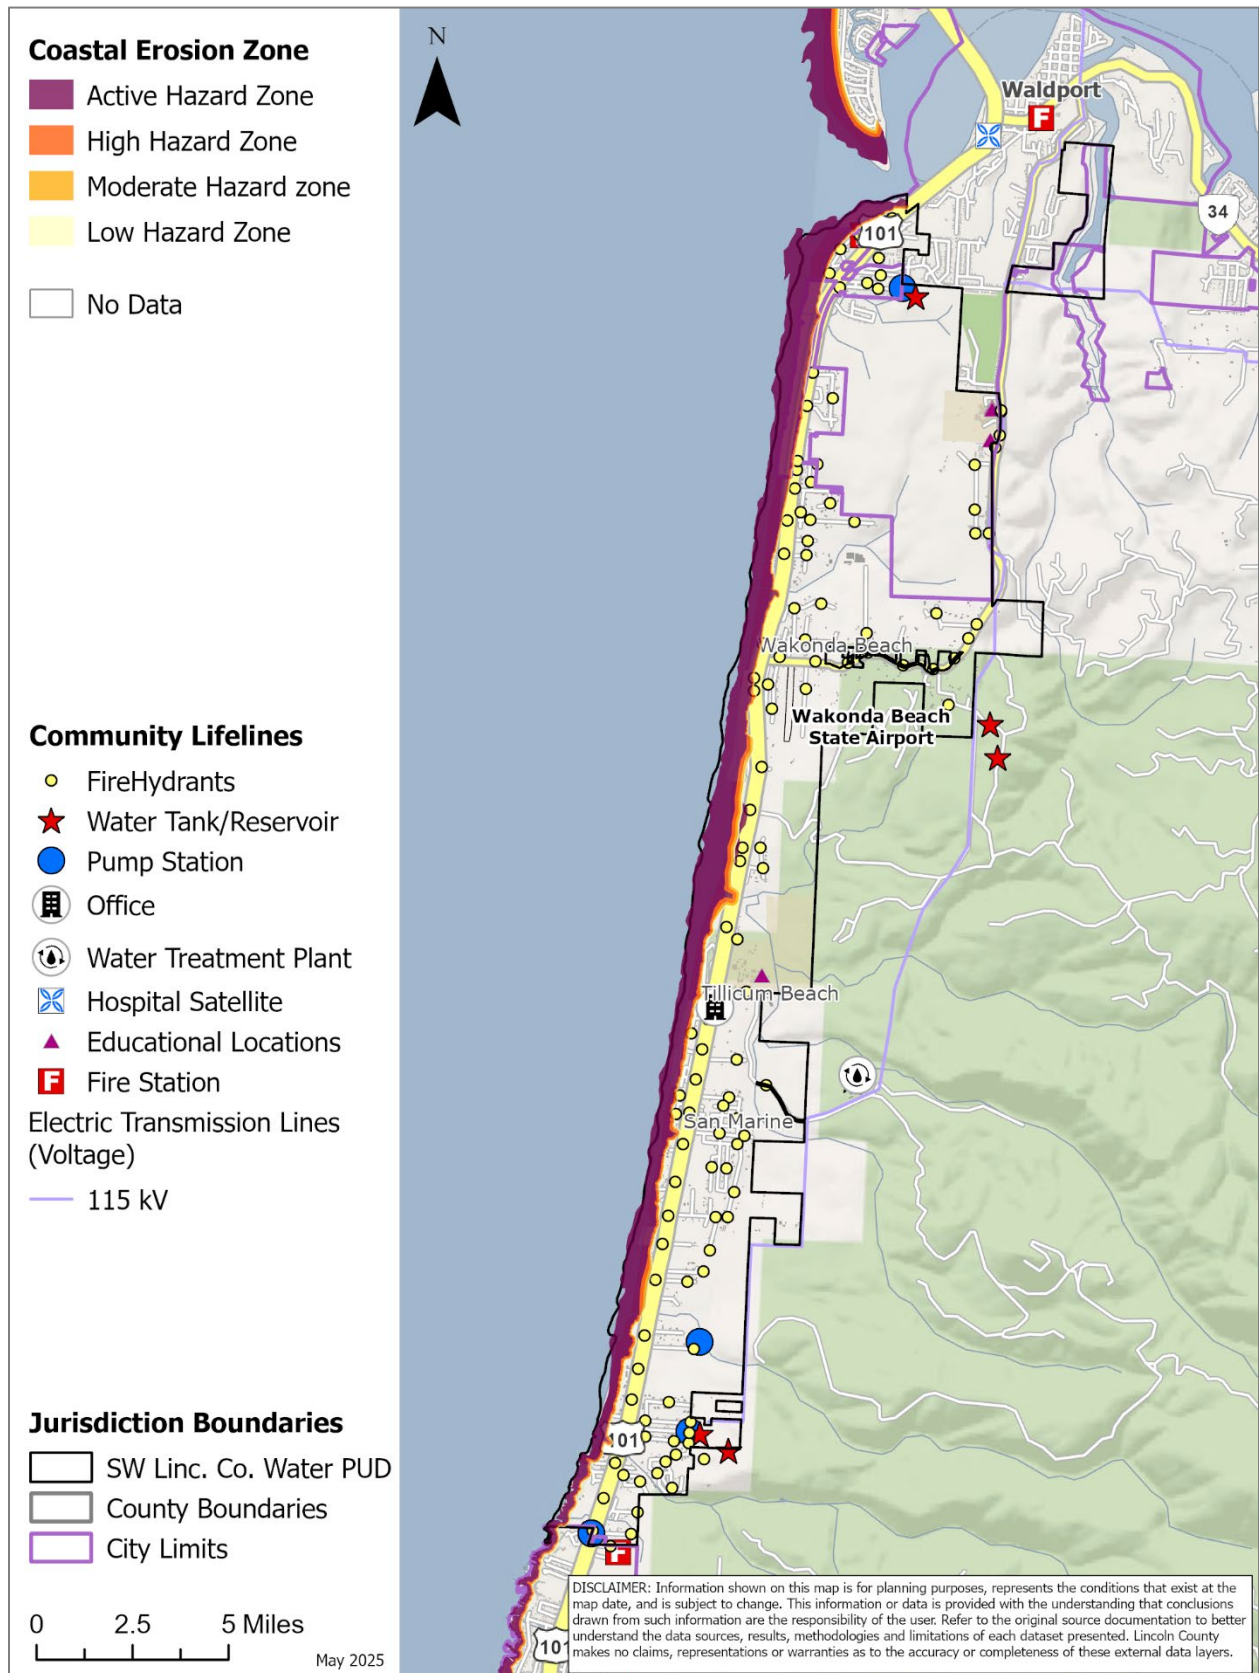 Coastal Erosion Zone
Active Hazard Zone
High Hazard Zone
Moderate Hazard zone
Low Hazard Zone
No Data
Community Lifelines
FireHydrants
Water Tank/Reservoir
Pump Station
Office
Water Treatment Plant
Hospital Satellite
Educational Locations
F Fire Station
Electric Transmission Lines
(Voltage)
115 kV
Jurisdiction Boundaries
SW Linc. Co. Water PUD
County Boundaries
City Limits
0 2.5 5 Miles
May 2025
N
Waldport
F
34
101
Wakonda Beach
Wakonda Beach
State Airport
Tillicum Beach
San Marine
101
F
101
DISCLAIMER: Information shown on this map is for planning purposes, represents the conditions that exist at the
map date, and is subject to change. This information or data is provided with the understanding that conclusions
drawn from such information are the responsibility of the user. Refer to the original source documentation to better
understand the data sources, results, methodologies and limitations of each dataset presented. Lincoln County
makes no claims, representations or warranties as to the accuracy or completeness of these external data layers.